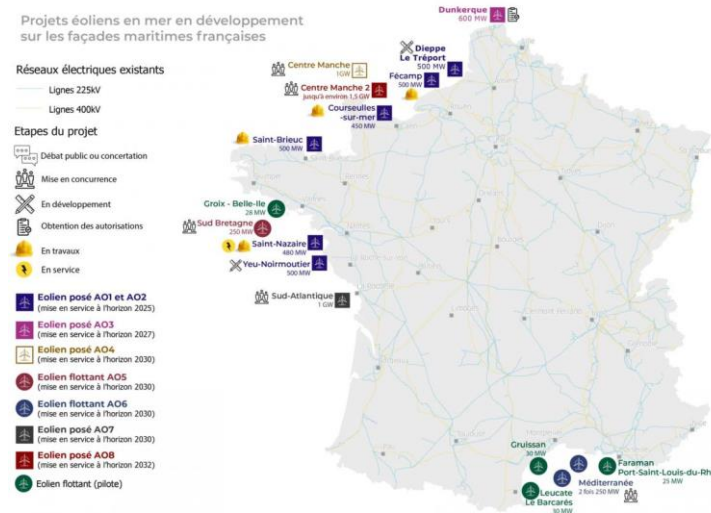 Projets éoliens en mer en développement
sur les façades maritimes françaises
Réseaux électriques existants
Lignes 225kV
Lignes 400kV
Etapes du projet
Débat public ou concertation
Mise en concurrence
En développement
Obtention des autorisations
En travaux
En service
Eolien posé AO1 et AO2
(mise en service à l'horizon 2025)
Eolien posé AO3
(mise en service à l'horizon 2027)
Eolien posé AO4
(mise en service à l'horizon 2030)
Eolien flottant AO5
(mise en service à l'horizon 2030)
Eolien flottant AO6
(mise en service à l'horizon 2030)
Eolien posé AO7
(mise en service à l'horizon 2030)
Eolien posé AO8
(mise en service à l'horizon 2032)
Eolien flottant (pilote)
Dunkerque
600 MW
Dieppe
Le Tréport
500 MW
Centre Manche
1GW
Fécamp
500 MW
Centre Manche 2
jusqu'à environ 1,5 GW
Courseulles
-sur-mer
450 MW
Saint-Brieuc
500 MW
Groix - Belle-Ile
28 MW
Sud Bretagne
250 MW
Saint-Nazaire
480 MW
Yeu-Noirmoutier
500 MW
Sud-Atlantique
1 GW
Gruissan
30 MW
Faraman
Port-Saint-Louis-du-Rh
25 MW
Méditerranée
2 fois 250 MW
Leucate
Le Barcarés
30 MW